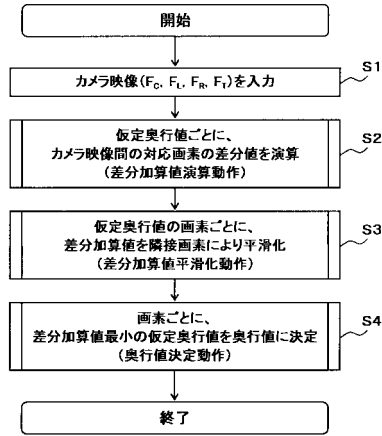 開始
S1
カメラ映像(FC, FL, FR, FT)を入力
S2
仮定奥行値ごとに、
カメラ映像間の対応画素の差分値を演算
(差分加算値演算動作)
S3
仮定奥行値の画素ごとに、
差分加算値を隣接画素により平滑化
(差分加算値平滑化動作)
S4
画素ごとに、
差分加算値最小の仮定奥行値を奥行値に決定
(奥行値決定動作)
終了